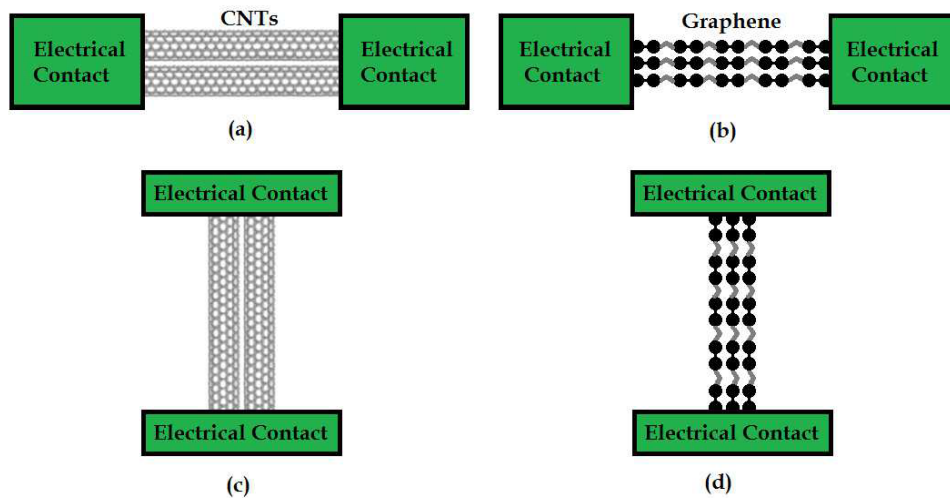 CNTs
Electrical
Contact
Electrical
Contact
(a)
Graphene
Electrical
Contact
Electrical
Contact
(b)
Electrical Contact
Electrical Contact
(c)
Electrical Contact
Electrical Contact
(d)